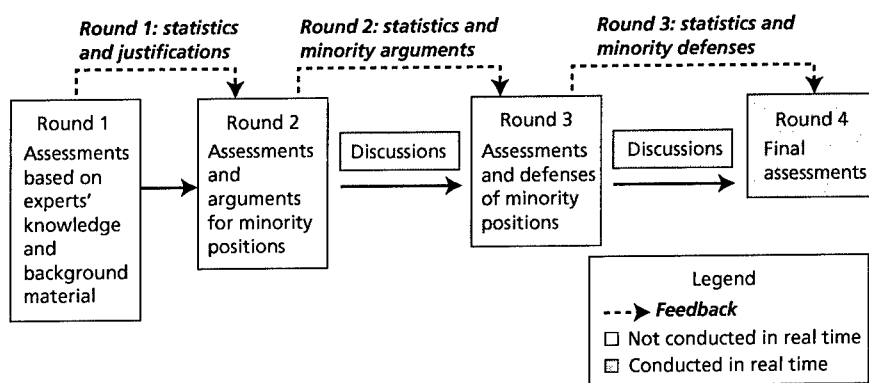 Round 1: statistics
and justifications
Round 2: statistics and
minority arguments
Round 3: statistics and
minority defenses
Round 1
Assessments
based on
experts'
knowledge
and
background
material
Round 2
Assessments
and
arguments
for minority
positions
Discussions
Round 3
Assessments
and defenses
of minority
positions
Discussions
Round 4
Final
assessments
Legend
Feedback
Not conducted in real time
Conducted in real time